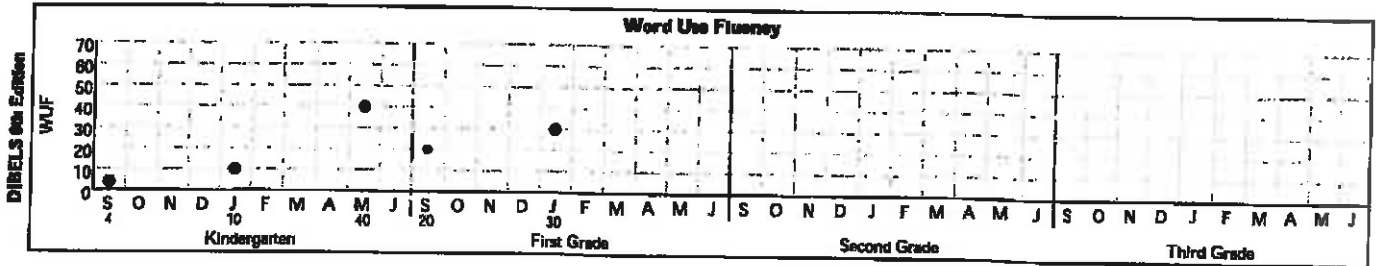 Word Use Fluency
DIBELS 6th Edition
WUF
70
60
50
40
30
20
10
0
S O N D J F M A M J S O N D J F M A M J S O N D J F M A M J S O N D J F M A M J
4 10 40 20 30
Kindergarten First Grade Second Grade Third Grade